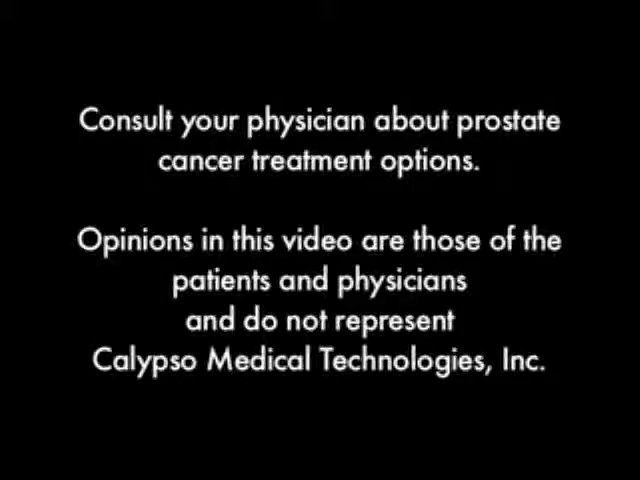 Consult your physician about prostate
cancer treatment options.
Opinions in this video are those of the
patients and physicians
and do not represent
Calypso Medical Technologies, Inc.